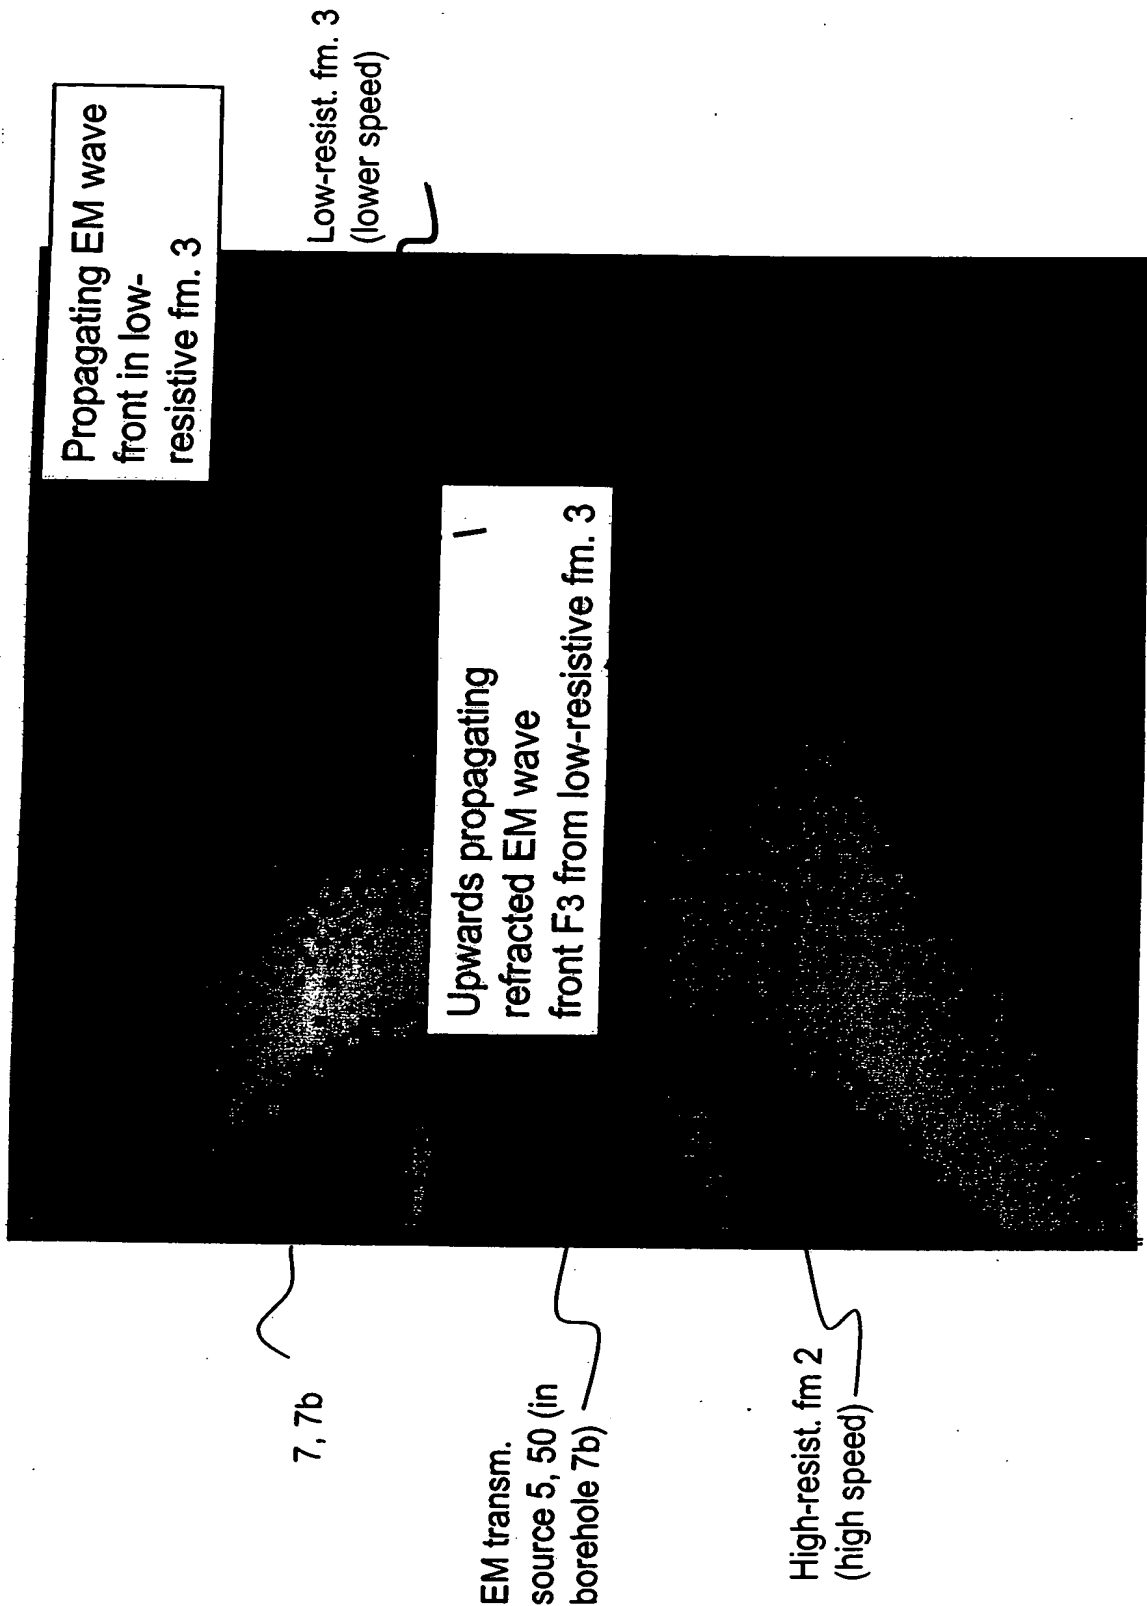 Propagating EM wave
front in low-
resistive fm. 3
Low-resist. fm. 3
(lower speed)
Upwards propagating
refracted EM wave
front F3 from low-resistive fm. 3
7, 7b
EM transm.
source 5, 50 (in
borehole 7b)
High-resist. fm 2
(high speed)